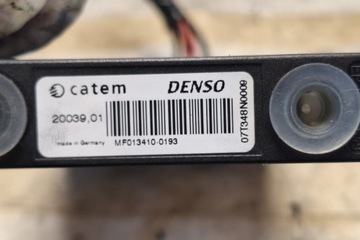 catem DENSO
20039,01
made in Germany MF013410-0193
07T348N0009